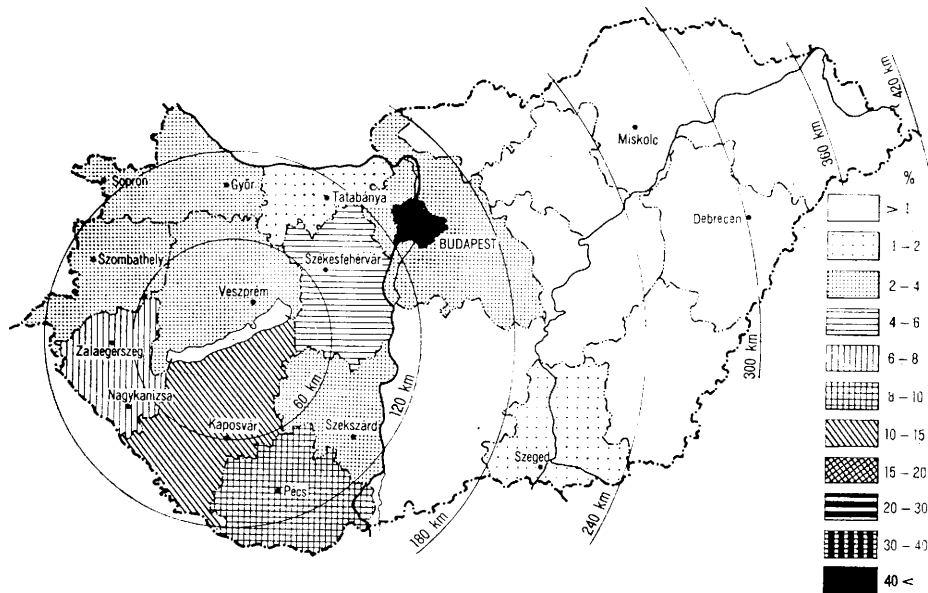 Miskolc
Sopron
Győr
Tatabánya
Debrecen
BUDAPEST
Szombathely
Székesfehérvár
Veszprém
Zalaegerszeg
Nagykanizsa
Kaposvár
Szekszárd
Pécs
Szeged
60 km
120 km
180 km
240 km
300 km
360 km
420 km
%
> 1
1 – 2
2 – 4
4 – 6
6 – 8
8 – 10
10 – 15
15 – 20
20 – 30
30 – 40
40 <